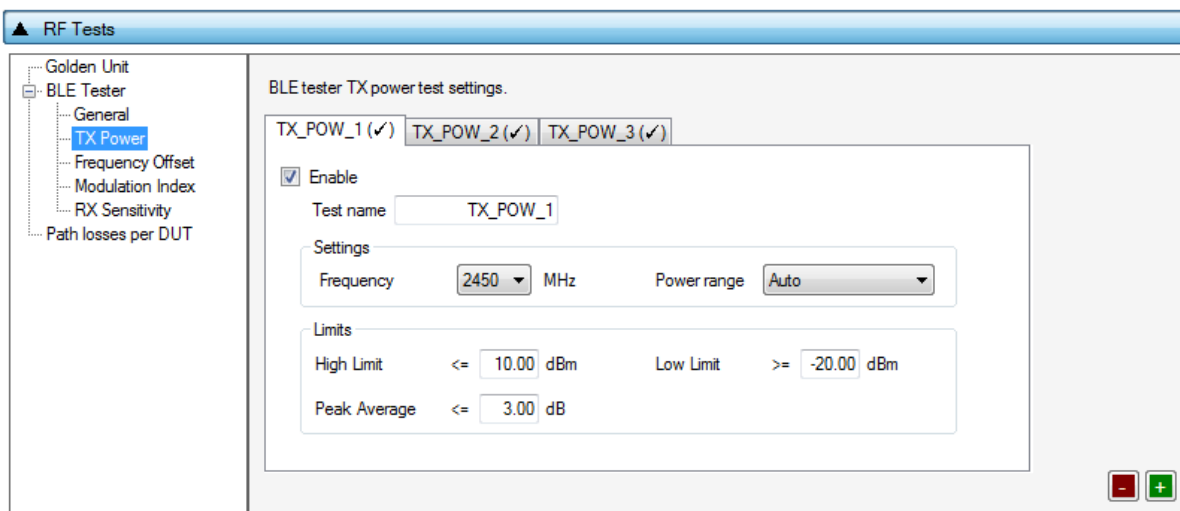 RF Tests
Golden Unit
BLE Tester
General
TX Power
Frequency Offset
Modulation Index
RX Sensitivity
Path losses per DUT
BLE tester TX power test settings.
TX_POW_1 (✓) TX_POW_2 (✓) TX_POW_3 (✓)
Enable
Test name TX_POW_1
Settings
Frequency 2450 MHz Power range Auto
Limits
High Limit <= 10.00 dBm Low Limit >= -20.00 dBm
Peak Average <= 3.00 dB
- +